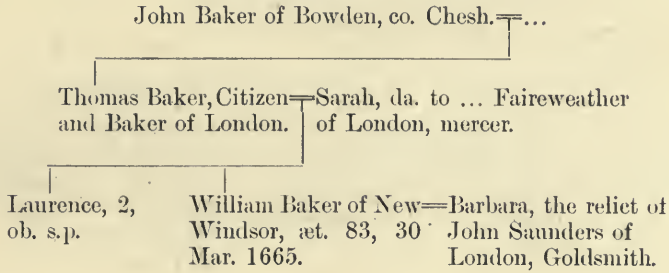 John Baker of Bowden, co. Chesh.=...
Thomas Baker, Citizen=Sarah, da. to ... Faireweather
and Baker of London. of London, mercer.
Laurence, 2, William Baker of New=Barbara, the relict of
ob. s.p. Windsor, æt. 83, 30 John Saunders of
Mar. 1665. London, Goldsmith.